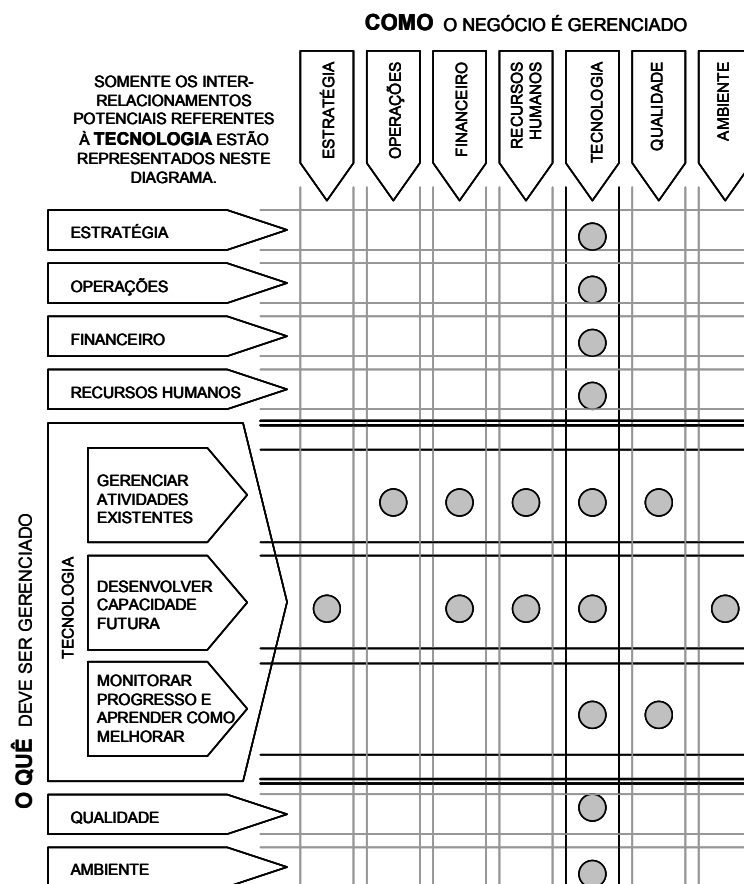 COMO O NEGÓCIO É GERENCIADO
SOMENTE OS INTER-
RELACIONAMENTOS
POTENCIAIS REFERENTES
À TECNOLOGIA ESTÃO
REPRESENTADOS NESTE
DIAGRAMA.
ESTRATÉGIA
OPERAÇÕES
FINANCEIRO
RECURSOS
HUMANOS
TECNOLOGIA
QUALIDADE
AMBIENTE
ESTRATÉGIA
OPERAÇÕES
FINANCEIRO
RECURSOS HUMANOS
O QUÊ DEVE SER GERENCIADO
TECNOLOGIA
GERENCIAR
ATIVIDADES
EXISTENTES
DESENVOLVER
CAPACIDADE
FUTURA
MONITORAR
PROGRESSO E
APRENDER COMO
MELHORAR
QUALIDADE
AMBIENTE